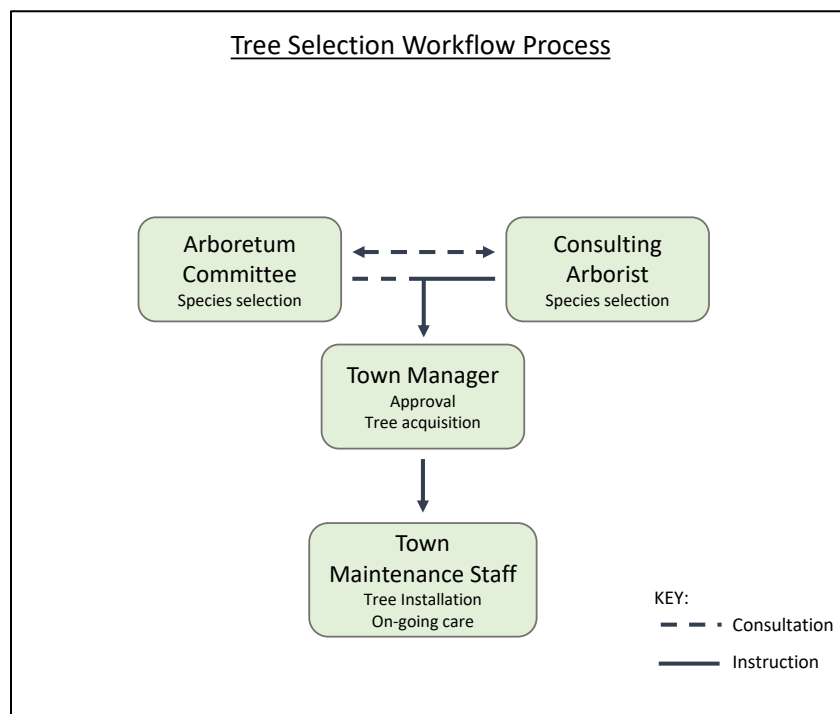 Tree Selection Workflow Process
Arboretum
Committee
Species selection
Consulting
Arborist
Species selection
Town Manager
Approval
Tree acquisition
Town
Maintenance Staff
Tree Installation
On-going care
KEY:
Consultation
Instruction